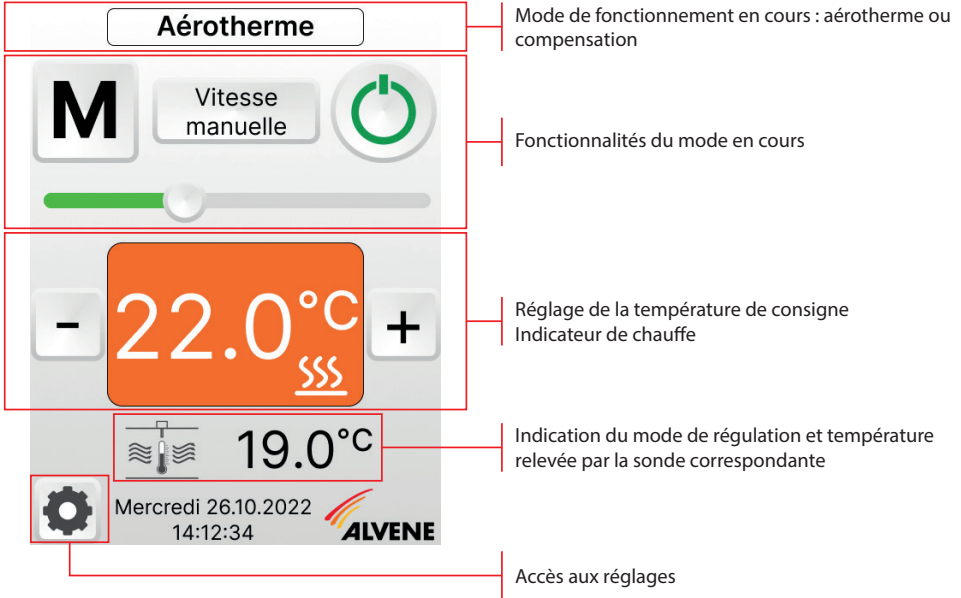 Aérotherme
Mode de fonctionnement en cours : aérotherme ou
compensation
M
Vitesse
manuelle
Fonctionnalités du mode en cours
-
22.0°C
+
Réglage de la température de consigne
Indicateur de chauffe
19.0°C
Indication du mode de régulation et température
relevée par la sonde correspondante
Mercredi 26.10.2022
14:12:34
ALVENE
Accès aux réglages